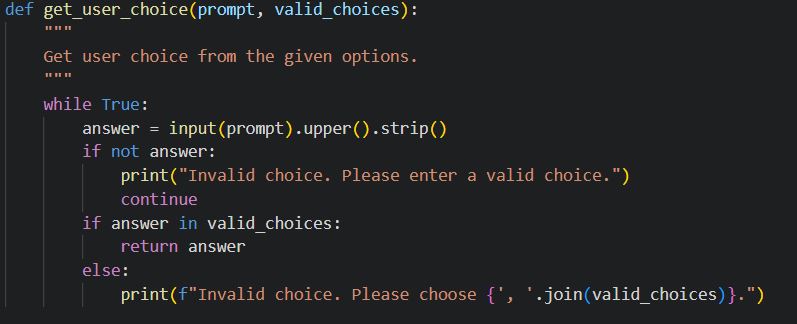 def get_user_choice(prompt, valid_choices):
    """
    Get user choice from the given options.
    """
    while True:
        answer = input(prompt).upper().strip()
        if not answer:
            print("Invalid choice. Please enter a valid choice.")
            continue
        if answer in valid_choices:
            return answer
        else:
            print(f"Invalid choice. Please choose {', '.join(valid_choices)}.")